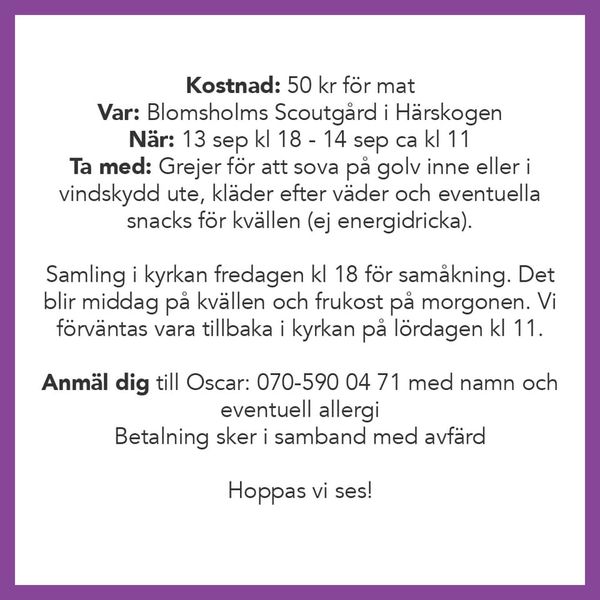 Kostnad: 50 kr för mat
Var: Blomsholms Scoutgård i Härskogen
När: 13 sep kl 18 - 14 sep ca kl 11
Ta med: Grejer för att sova på golv inne eller i
vindskydd ute, kläder efter väder och eventuella
snacks för kvällen (ej energidricka).
Samling i kyrkan fredagen kl 18 för samåkning. Det
blir middag på kvällen och frukost på morgonen. Vi
förväntas vara tillbaka i kyrkan på lördagen kl 11.
Anmäl dig till Oscar: 070-590 04 71 med namn och
eventuell allergi
Betalning sker i samband med avfärd
Hoppas vi ses!